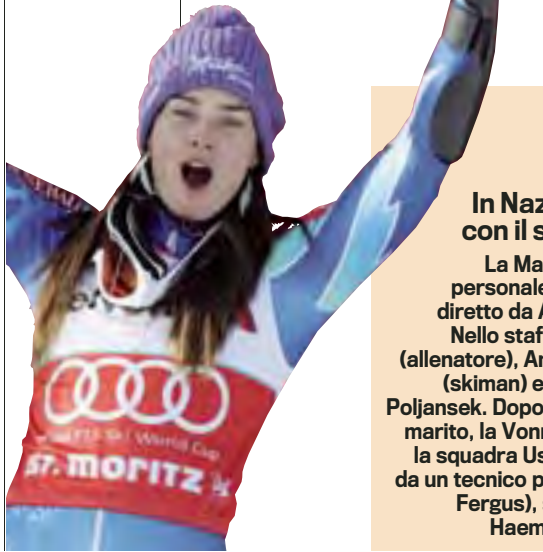 World Cup
ST. MORITZ
In Naz
con il s
La Ma
personale
diretto da A
Nello staf
(allenatore), An
(skiman) e
Poljansek. Dopo
marito, la Vonn
la squadra Us
da un tecnico p
Fergus), s
Haem